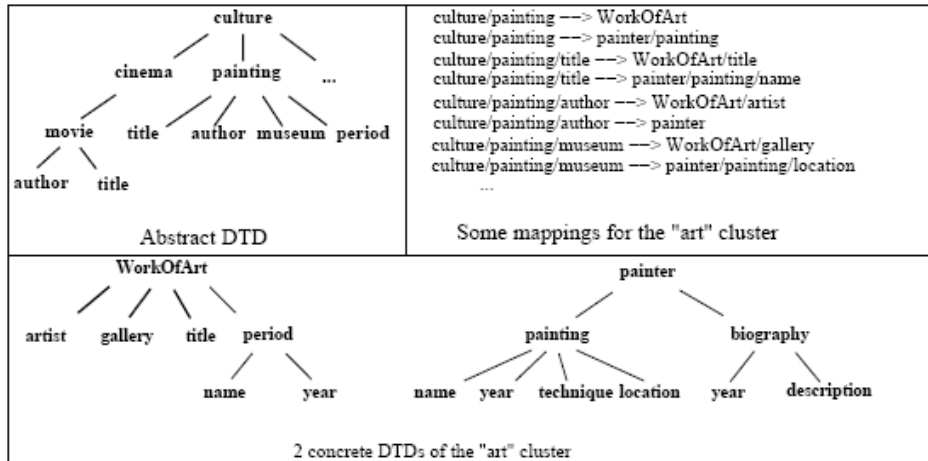 culture
cinema painting ...
movie title author museum period
author title
Abstract DTD
culture/painting −−> WorkOfArt
culture/painting −−> painter/painting
culture/painting/title −−> WorkOfArt/title
culture/painting/title −−> painter/painting/name
culture/painting/author −−> WorkOfArt/artist
culture/painting/author −−> painter
culture/painting/museum −−> WorkOfArt/gallery
culture/painting/museum −−> painter/painting/location
...
Some mappings for the "art" cluster
WorkOfArt
artist gallery title period
name year
painter
painting biography
name year technique location year description
2 concrete DTDs of the "art" cluster